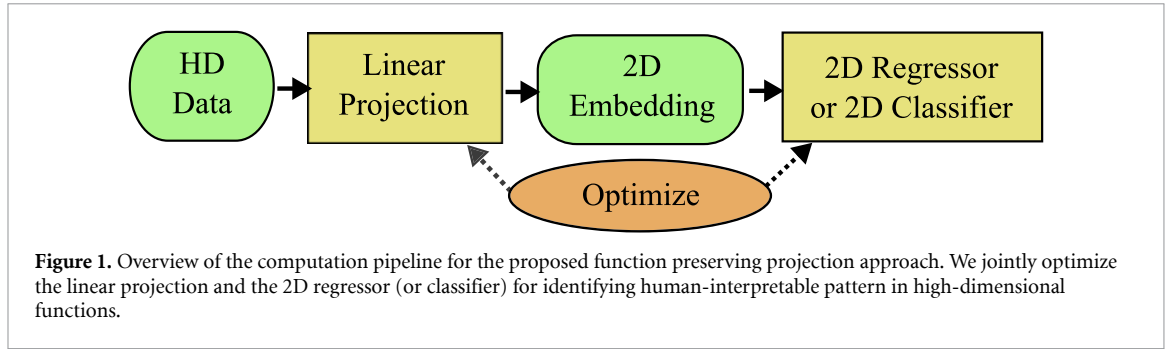 HD
Data
Linear
Projection
2D
Embedding
2D Regressor
or 2D Classifier
Optimize
Figure 1. Overview of the computation pipeline for the proposed function preserving projection approach. We jointly optimize
the linear projection and the 2D regressor (or classifier) for identifying human-interpretable pattern in high-dimensional
functions.